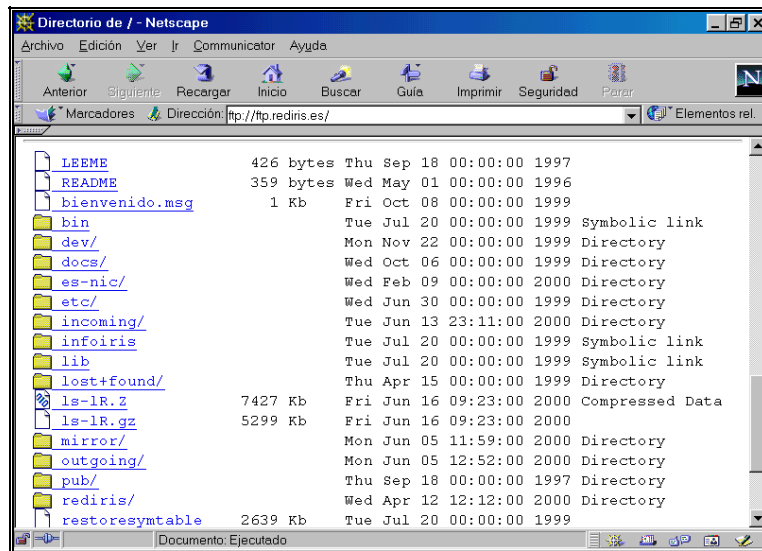 Directorio de / - Netscape
Archivo Edición Ver Ir Communicator Ayuda
Anterior Siguiente Recargar Inicio Buscar Guía Imprimir Seguridad Parar
N
Marcadores Dirección: ftp://ftp.rediris.es/ Elementos rel.
LEEME 426 bytes Thu Sep 18 00:00:00 1997
README 359 bytes Wed May 01 00:00:00 1996
bienvenido.msg 1 Kb Fri Oct 08 00:00:00 1999
bin Tue Jul 20 00:00:00 1999 Symbolic link
dev/ Mon Nov 22 00:00:00 1999 Directory
docs/ Wed Oct 06 00:00:00 1999 Directory
es-nic/ Wed Feb 09 00:00:00 2000 Directory
etc/ Wed Jun 30 00:00:00 1999 Directory
incoming/ Tue Jun 13 23:11:00 2000 Directory
infoiris Tue Jul 20 00:00:00 1999 Symbolic link
lib Tue Jul 20 00:00:00 1999 Symbolic link
lost+found/ Thu Apr 15 00:00:00 1999 Directory
ls-lR.Z 7427 Kb Fri Jun 16 09:23:00 2000 Compressed Data
ls-lR.gz 5299 Kb Fri Jun 16 09:23:00 2000
mirror/ Mon Jun 05 11:59:00 2000 Directory
outgoing/ Mon Jun 05 12:52:00 2000 Directory
pub/ Thu Sep 18 00:00:00 1997 Directory
rediris/ Wed Apr 12 12:12:00 2000 Directory
restoresymtable 2639 Kb Tue Jul 20 00:00:00 1999
Documento: Ejecutado